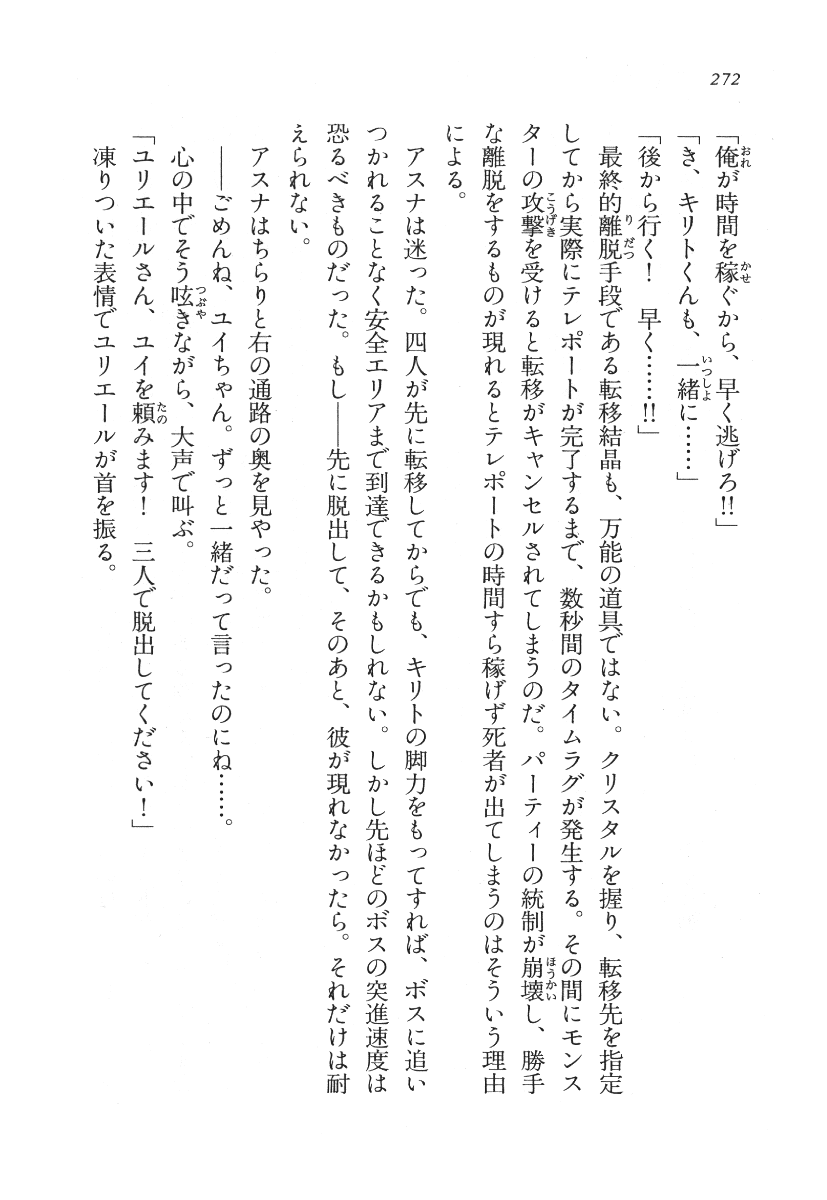 272
「俺が時間を稼ぐから、早く逃げろ!!」
「き、キリトくんも、一緒に……」
「後から行く！　早く……!!」
　最終的離脱手段である転移結晶も、万能の道具ではない。クリスタルを握り、転移先を指定
してから実際にテレポートが完了するまで、数秒間のタイムラグが発生する。その間にモンス
ターの攻撃を受けると転移がキャンセルされてしまうのだ。パーティーの統制が崩壊し、勝手
な離脱をするものが現れるとテレポートの時間すら稼げず死者が出てしまうのはそういう理由
による。
　アスナは迷った。四人が先に転移してからでも、キリトの脚力をもってすれば、ボスに追い
つかれることなく安全エリアまで到達できるかもしれない。しかし先ほどのボスの突進速度は
恐るべきものだった。もし――先に脱出して、そのあと、彼が現れなかったら。それだけは耐
えられない。
　アスナはちらりと右の通路の奥を見やった。
　――ごめんね、ユイちゃん。ずっと一緒だって言ったのにね……。
　心の中でそう呟きながら、大声で叫ぶ。
「ユリエールさん、ユイを頼みます！　三人で脱出してください！」
　凍りついた表情でユリエールが首を振る。